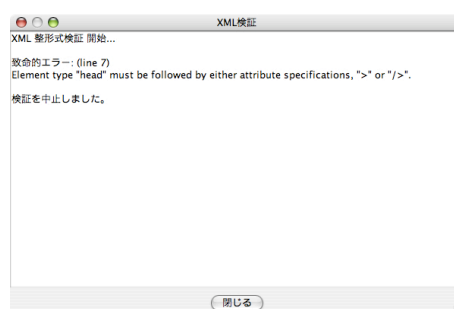 XML検証
XML 整形式検証 開始...
致命的エラー: (line 7)
Element type "head" must be followed by either attribute specifications, ">" or "/>".
検証を中止しました。
閉じる